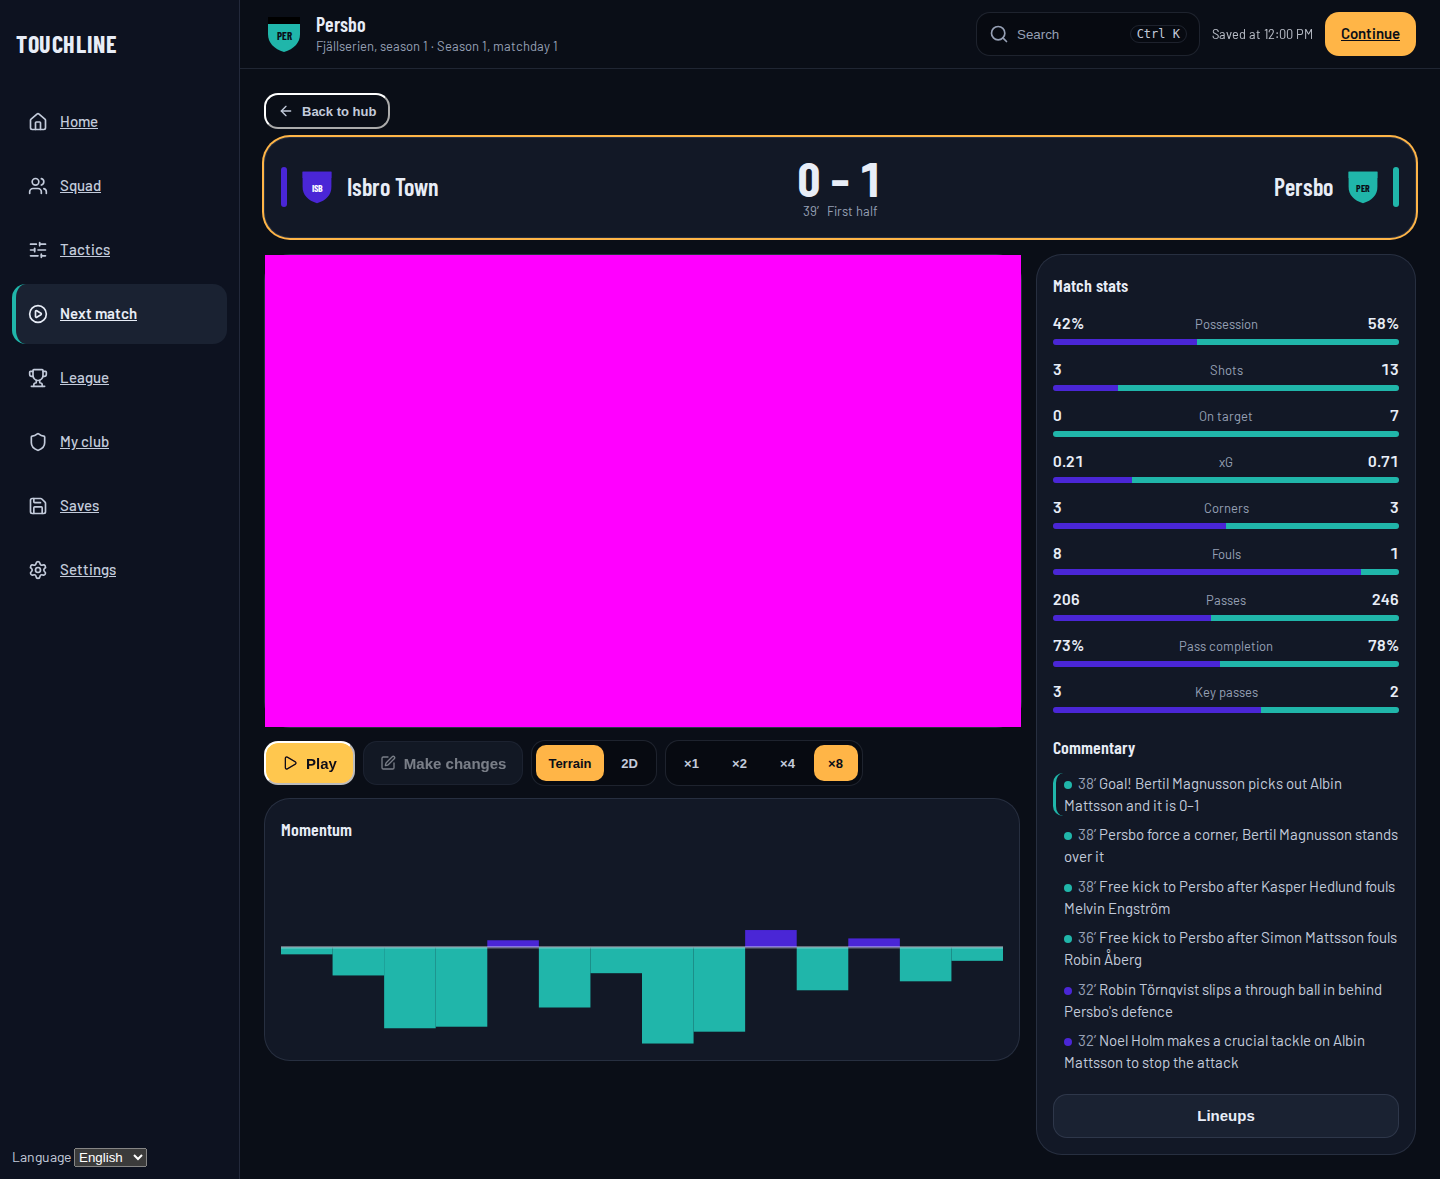 TOUCHLINE
Home
Squad
Tactics
Next match
League
My club
Saves
Settings
Language English
PER
Persbo
Fjällserien, season 1 · Season 1, matchday 1
Search
Ctrl K
Saved at 12:00 PM
Continue
Back to hub
ISB
Isbro Town
0 – 1
39′ First half
Persbo
PER
Play
Make changes
Terrain
2D
×1
×2
×4
×8
Momentum
Match stats
42% Possession 58%
3 Shots 13
0 On target 7
0.21 xG 0.71
3 Corners 3
8 Fouls 1
206 Passes 246
73% Pass completion 78%
3 Key passes 2
Commentary
38′ Goal! Bertil Magnusson picks out Albin
Mattsson and it is 0–1
38′ Persbo force a corner, Bertil Magnusson stands
over it
38′ Free kick to Persbo after Kasper Hedlund fouls
Melvin Engström
36′ Free kick to Persbo after Simon Mattsson fouls
Robin Åberg
32′ Robin Törnqvist slips a through ball in behind
Persbo's defence
32′ Noel Holm makes a crucial tackle on Albin
Mattsson to stop the attack
Lineups